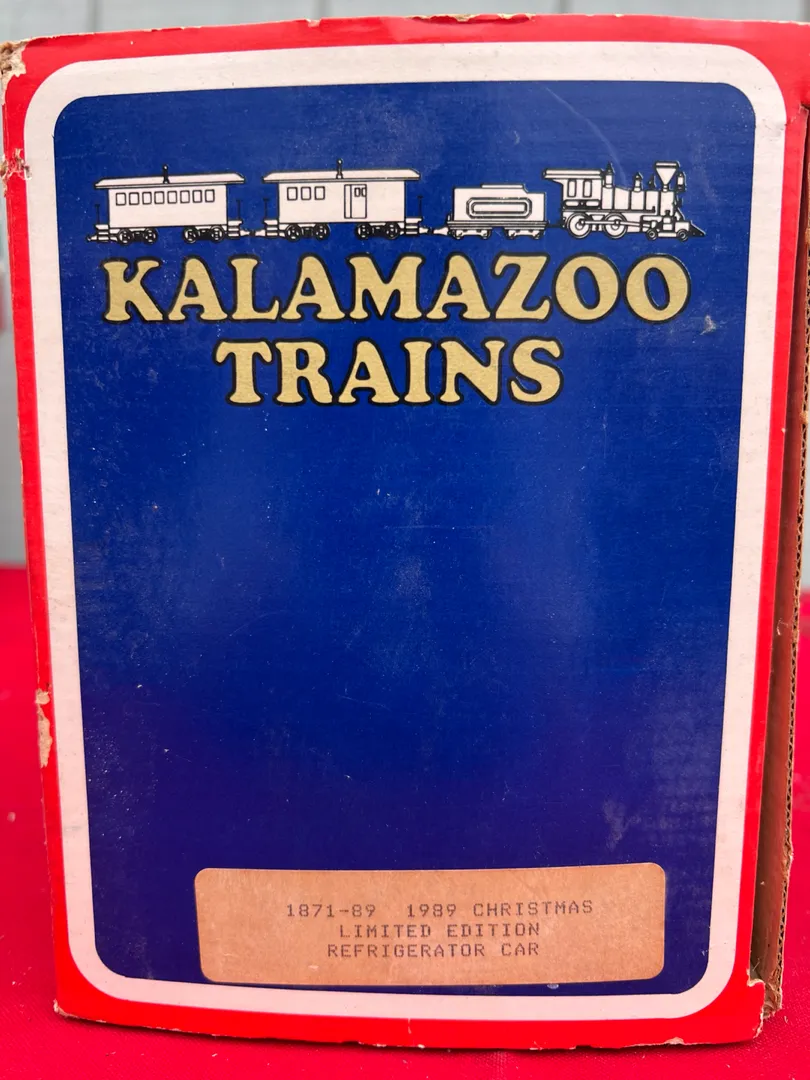 KALAMAZOO
TRAINS
1871-89 1989 CHRISTMAS
LIMITED EDITION
REFRIGERATOR CAR